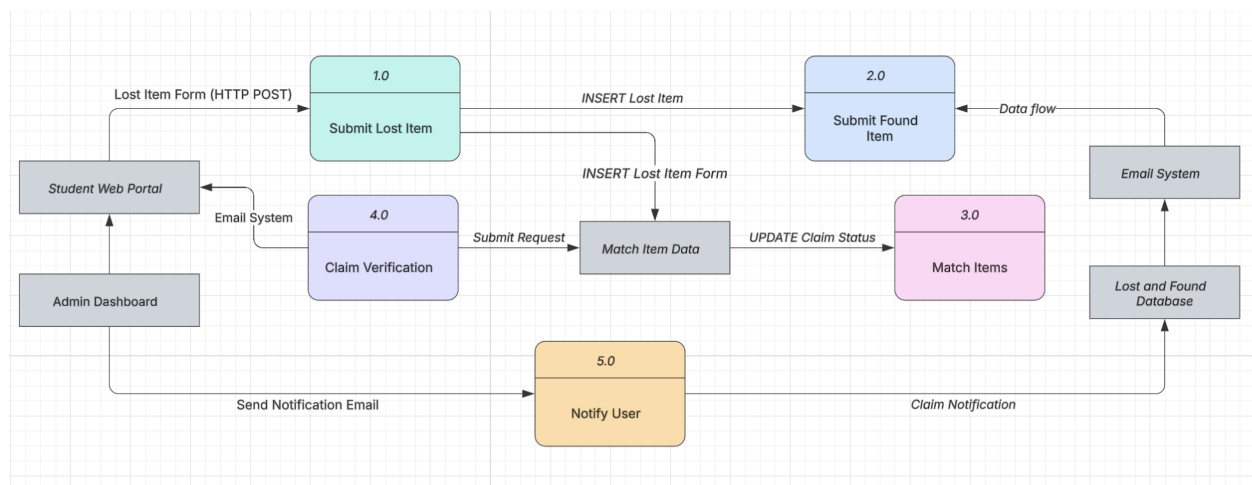 1.0
2.0
Lost Item Form (HTTP POST)
INSERT Lost Item
Data flow
Submit Lost Item
Submit Found
Item
INSERT Lost Item Form
Email System
Student Web Portal
4.0
3.0
Email System
Submit Request
Match Item Data
UPDATE Claim Status
Claim Verification
Match Items
Admin Dashboard
Lost and Found
Database
5.0
Send Notification Email
Notify User
Claim Notification